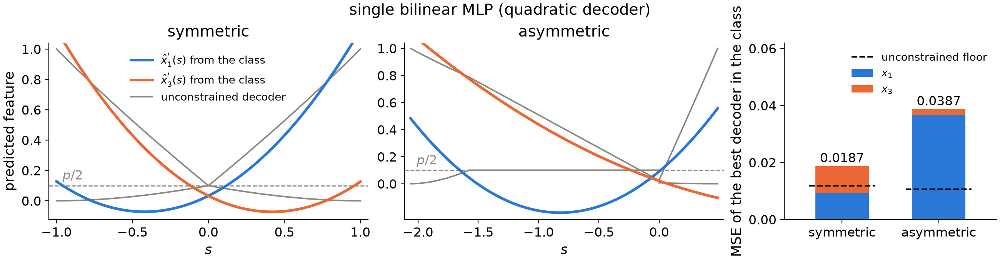 single bilinear MLP (quadratic decoder)
symmetric
predicted feature
1.0
0.8
0.6
0.4
0.2
0.0
x̂₁′(s) from the class
x̂₃′(s) from the class
unconstrained decoder
p/2
−1.0 −0.5 0.0 0.5 1.0
s
asymmetric
1.0
0.8
0.6
0.4
0.2
0.0
p/2
−2.0 −1.5 −1.0 −0.5 0.0
s
MSE of the best decoder in the class
0.06
0.04
0.02
0.00
unconstrained floor
x₁
x₃
0.0187
0.0387
symmetric asymmetric